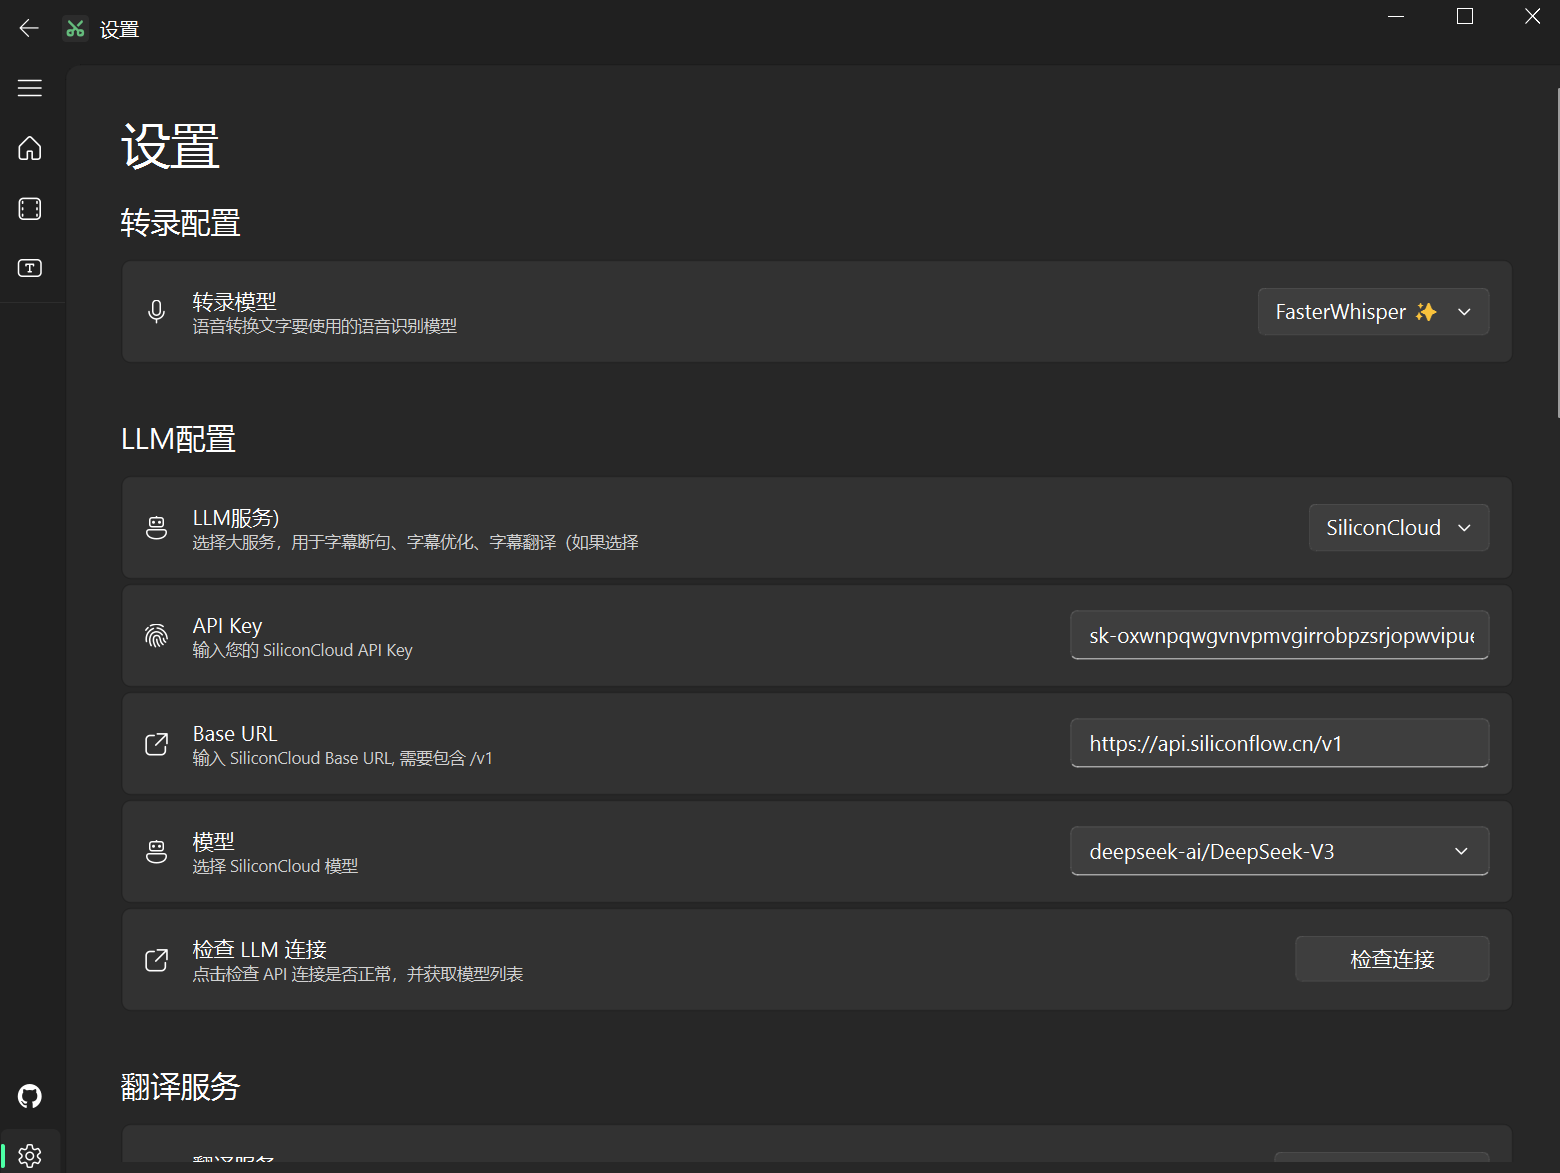 设置
设置
转录配置
转录模型
语音转换文字要使用的语音识别模型
FasterWhisper ✨
LLM配置
LLM服务)
选择大服务，用于字幕断句、字幕优化、字幕翻译（如果选择
SiliconCloud
API Key
输入您的 SiliconCloud API Key
sk-oxwnpqwgvnvpmvgirrobpzsrjopwvipue
Base URL
输入 SiliconCloud Base URL, 需要包含 /v1
https://api.siliconflow.cn/v1
模型
选择 SiliconCloud 模型
deepseek-ai/DeepSeek-V3
检查 LLM 连接
点击检查 API 连接是否正常，并获取模型列表
检查连接
翻译服务
翻译服务